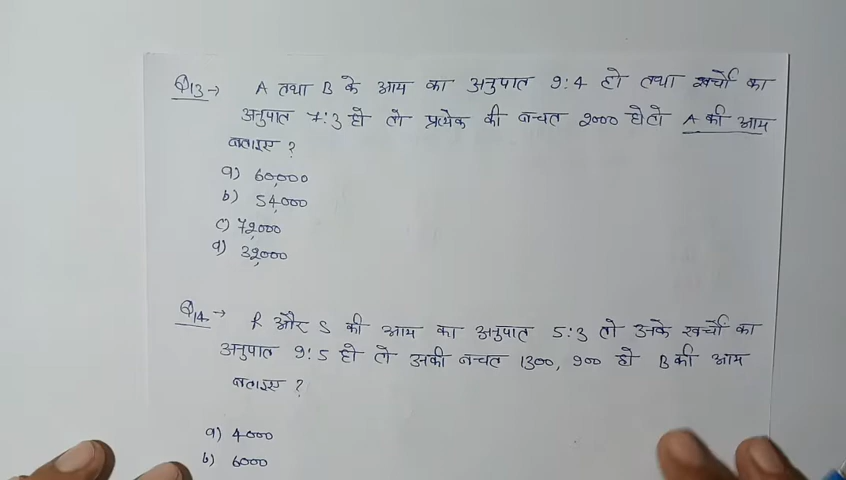 Q13→ A तथा B के आय का अनुपात 9:4 हो तथा खर्चो का
अनुपात 7:3 हो तो प्रत्येक की बचत 2000 होतो A की आय
बताइए ?
a) 60,000
b) 54,000
c) 72,000
d) 32,000
Q14→ R और S की आय का अनुपात 5:3 तो उनके खर्चो का
अनुपात 9:5 हो तो उनकी बचत 1300, 900 हो B की आय
बताइए ?
a) 4000
b) 6000